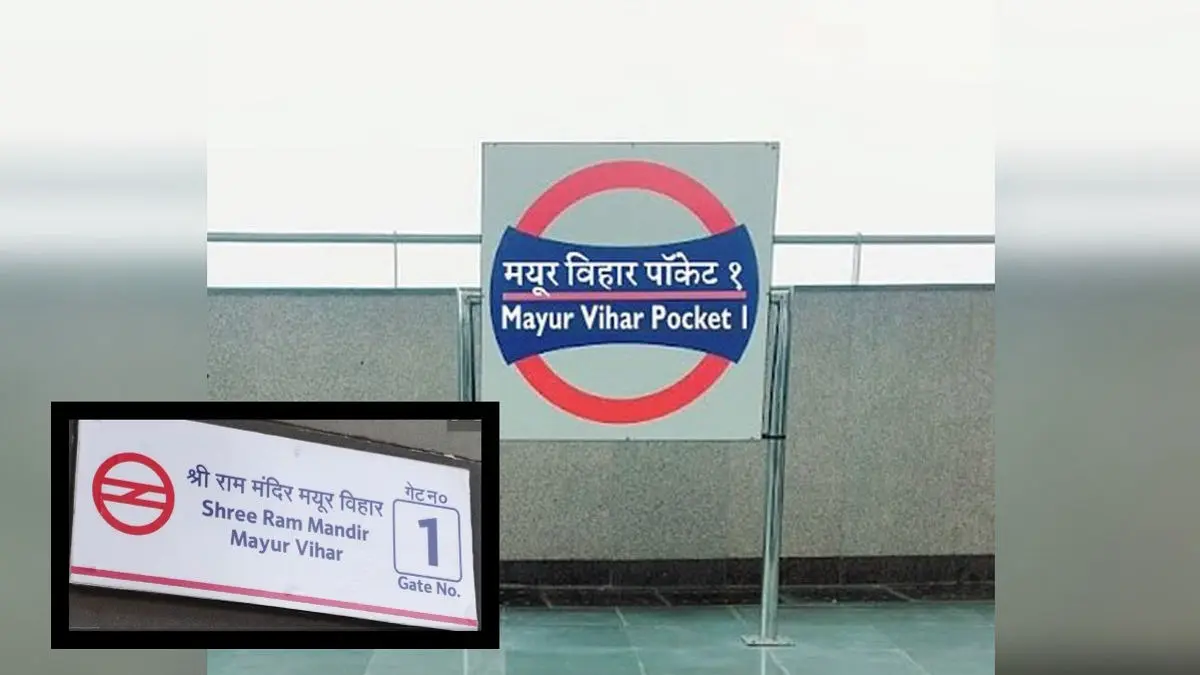 मयूर विहार पॉकेट १
Mayur Vihar Pocket 1
श्री राम मंदिर मयूर विहार
Shree Ram Mandir
Mayur Vihar
गेट न०
1
Gate No.